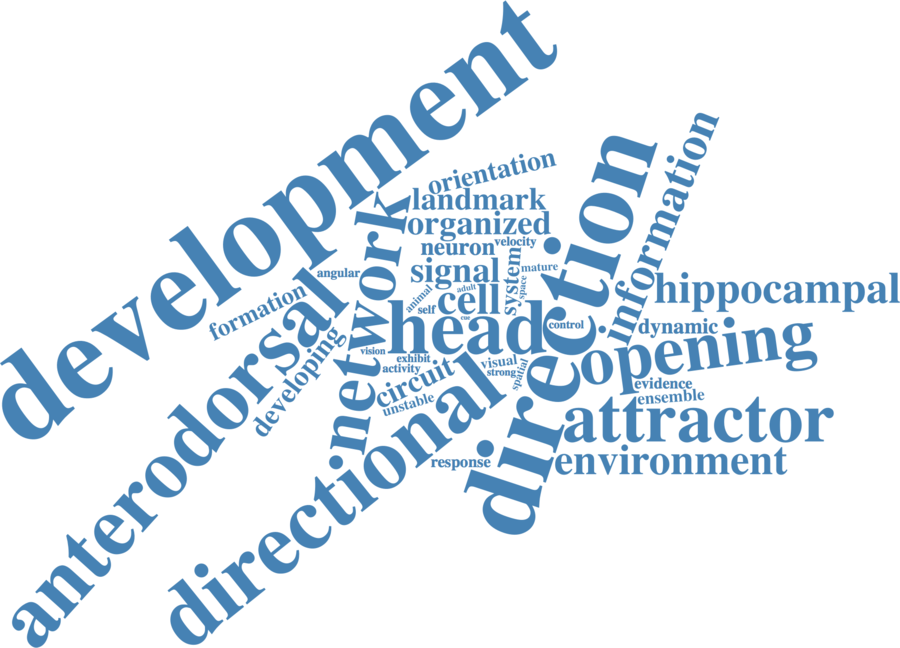 development
orientation
landmark
organized
network
neuron
velocity
direction
information
angular
signal
system
mature
formation
anterodorsal
animal
adult
space
hippocampal
self
cell
cue
head
control
dynamic
developing
vision
exhibit
activity
visual
strong
spatial
opening
circuit
unstable
evidence
ensemble
directional
attractor
response
environment